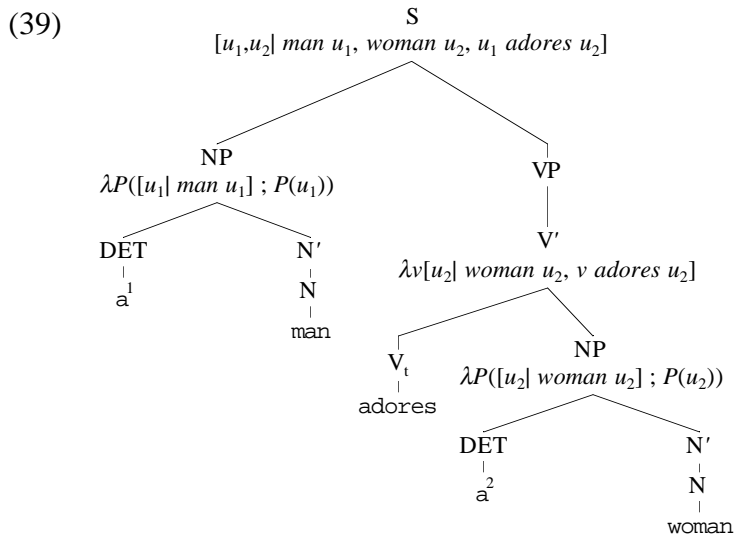 (39)
S
[u₁,u₂| man u₁, woman u₂, u₁ adores u₂]
NP
VP
λP([u₁| man u₁] ; P(u₁))
DET
N′
V′
a¹
N
λv[u₂| woman u₂, v adores u₂]
man
Vₜ
NP
adores
λP([u₂| woman u₂] ; P(u₂))
DET
N′
a²
N
woman